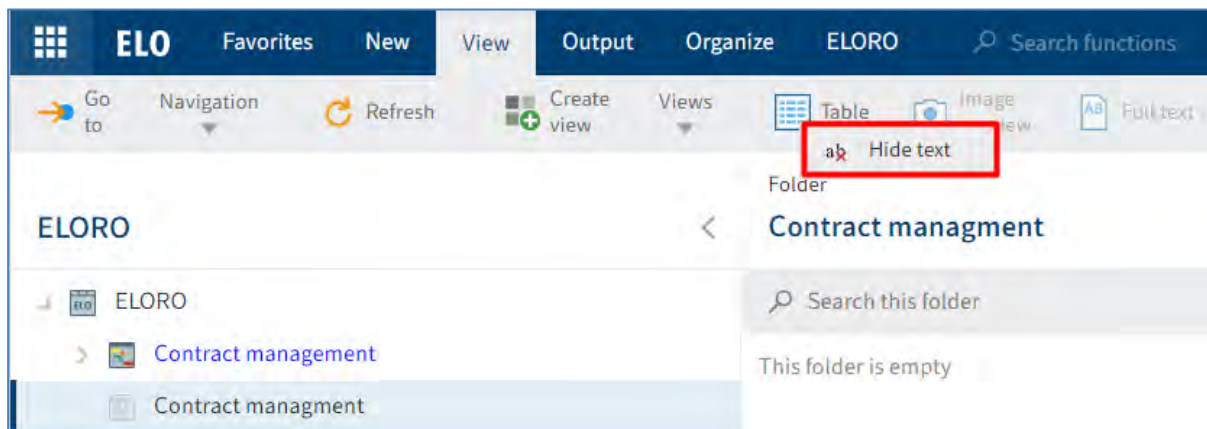 ELO Favorites New View Output Organize ELORO Search functions
Go to Navigation Refresh Create view Views Table Image Full text
Hide text
Folder
ELORO Contract managment
ELORO Search this folder
Contract management This folder is empty
Contract managment